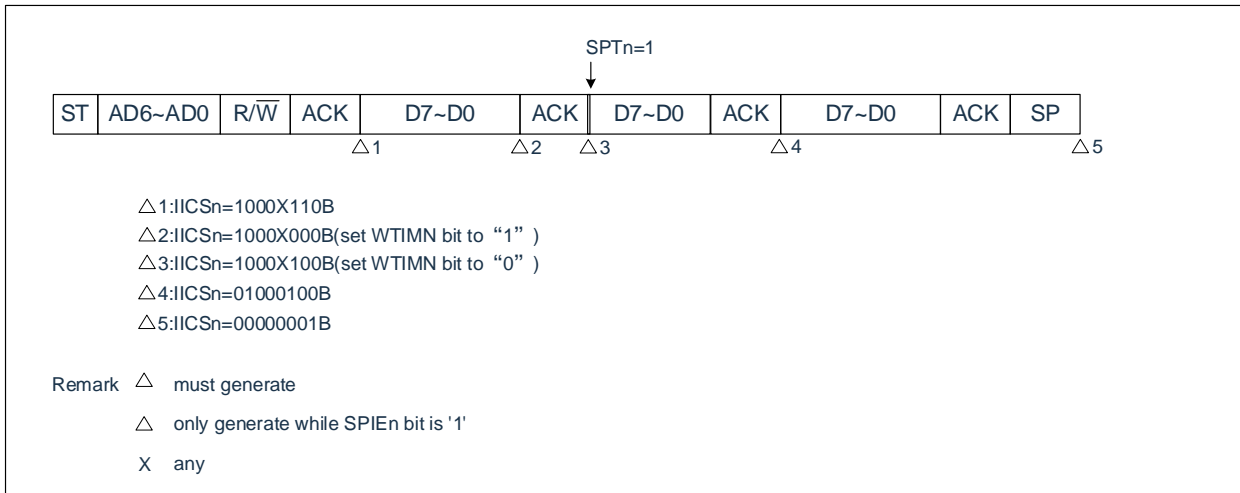 SPTn=1
ST AD6~AD0 R/W ACK D7~D0 ACK D7~D0 ACK D7~D0 ACK SP
△1 △2 △3 △4 △5
△1:IICSn=1000X110B
△2:IICSn=1000X000B(set WTIMN bit to “1” )
△3:IICSn=1000X100B(set WTIMN bit to “0” )
△4:IICSn=01000100B
△5:IICSn=00000001B
Remark △ must generate
△ only generate while SPIEn bit is '1'
X any